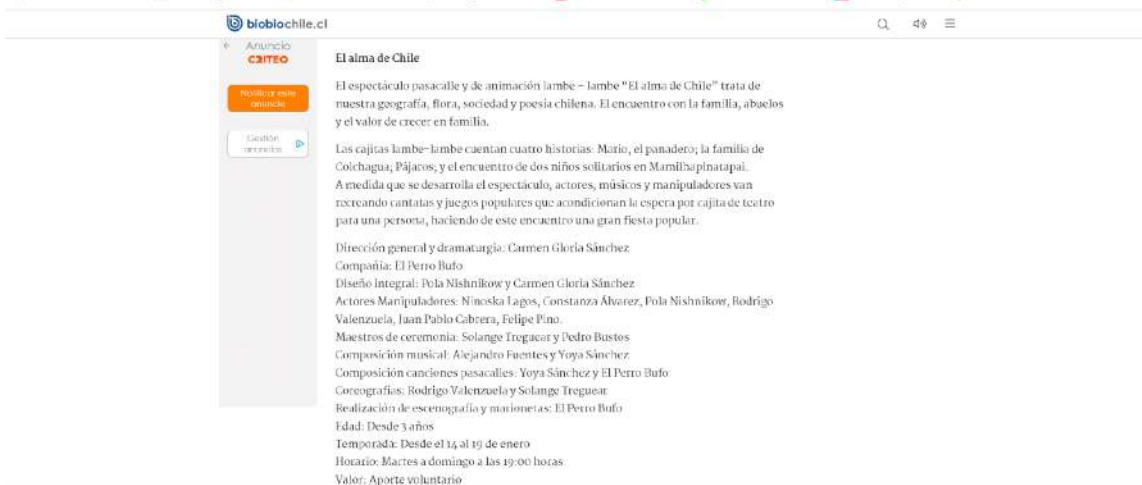 biobiochile.cl
Anuncio
CRITEO
Notificar este
anuncio
Gestión
anuncios
El alma de Chile
El espectáculo pasacalle y de animación lambe – lambe “El alma de Chile” trata de
nuestra geografía, flora, sociedad y poesía chilena. El encuentro con la familia, abuelos
y el valor de crecer en familia.
Las cajitas lambe-lambe cuentan cuatro historias: Mario, el panadero; la familia de
Colchagua; Pájaros; y el encuentro de dos niños solitarios en Mamilhapinatapai.
A medida que se desarrolla el espectáculo, actores, músicos y manipuladores van
recreando cantatas y juegos populares que acondicionan la espera por cajita de teatro
para una persona, haciendo de este encuentro una gran fiesta popular.
Dirección general y dramaturgia: Carmen Gloria Sánchez
Compañía: El Perro Bufo
Diseño integral: Pola Nishnikow y Carmen Gloria Sánchez
Actores Manipuladores: Ninoska Lagos, Constanza Álvarez, Pola Nishnikow, Rodrigo
Valenzuela, Juan Pablo Cabrera, Felipe Pino.
Maestros de ceremonia: Solange Treguear y Pedro Bustos
Composición musical: Alejandro Fuentes y Yoya Sánchez
Composición canciones pasacalles: Yoya Sánchez y El Perro Bufo
Coreografías: Rodrigo Valenzuela y Solange Treguear
Realización de escenografía y marionetas: El Perro Bufo
Edad: Desde 3 años
Temporada: Desde el 14 al 19 de enero
Horario: Martes a domingo a las 19:00 horas
Valor: Aporte voluntario